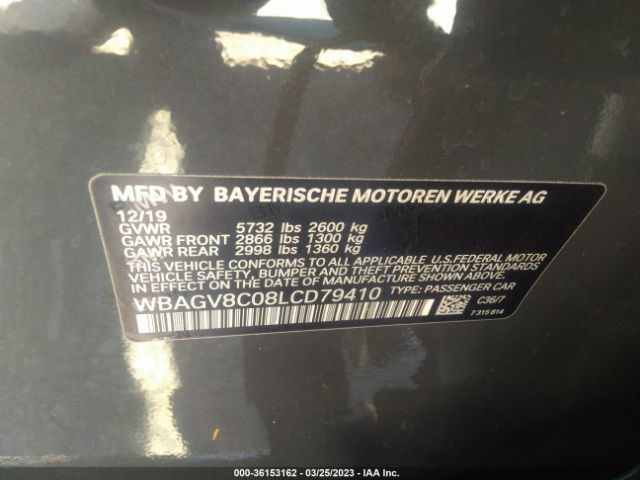 MFD BY BAYERISCHE MOTOREN WERKE AG
12/19
GVWR 5732 lbs 2600 kg
GAWR FRONT 2866 lbs 1300 kg
GAWR REAR 2998 lbs 1360 kg
THIS VEHICLE CONFORMS TO ALL APPLICABLE U.S.FEDERAL MOTOR
VEHICLE SAFETY, BUMPER AND THEFT PREVENTION STANDARDS
IN EFFECT ON THE DATE OF MANUFACTURE SHOWN ABOVE.
WBAGV8C08LCD79410 TYPE: PASSENGER CAR
C36/7
7 315 814
000-36153162 - 03/25/2023 - IAA Inc.